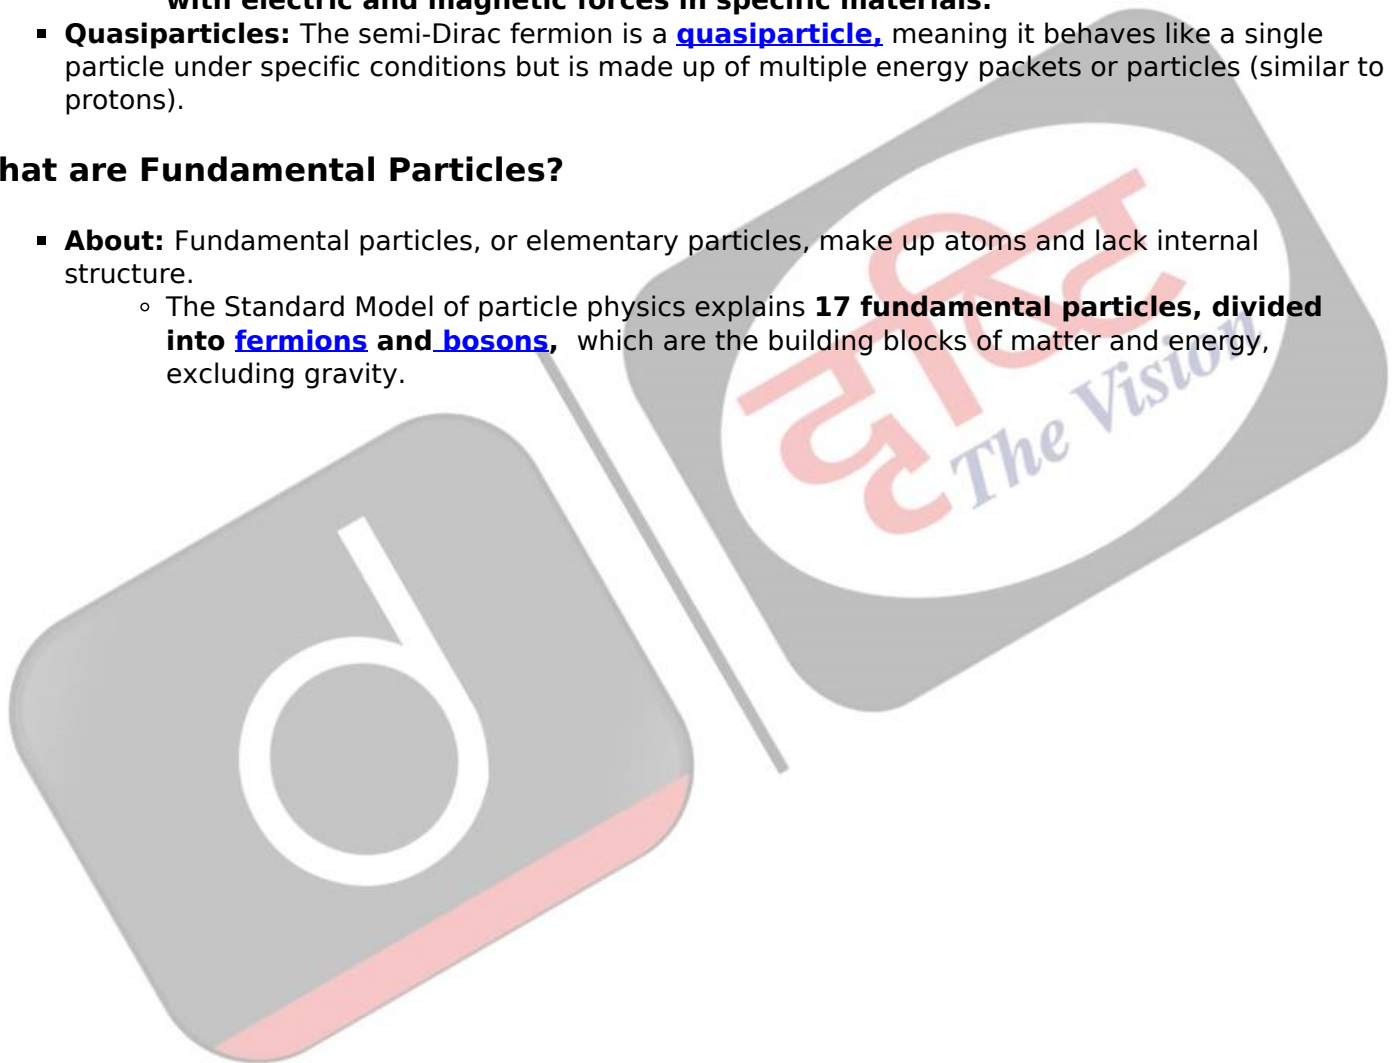 with electric and magnetic forces in specific materials.
▪ Quasiparticles: The semi-Dirac fermion is a quasiparticle, meaning it behaves like a single
particle under specific conditions but is made up of multiple energy packets or particles (similar to
protons).
hat are Fundamental Particles?
▪ About: Fundamental particles, or elementary particles, make up atoms and lack internal
structure.
◦ The Standard Model of particle physics explains 17 fundamental particles, divided
into fermions and bosons, which are the building blocks of matter and energy,
excluding gravity.
दृष्टि
The Vision
d